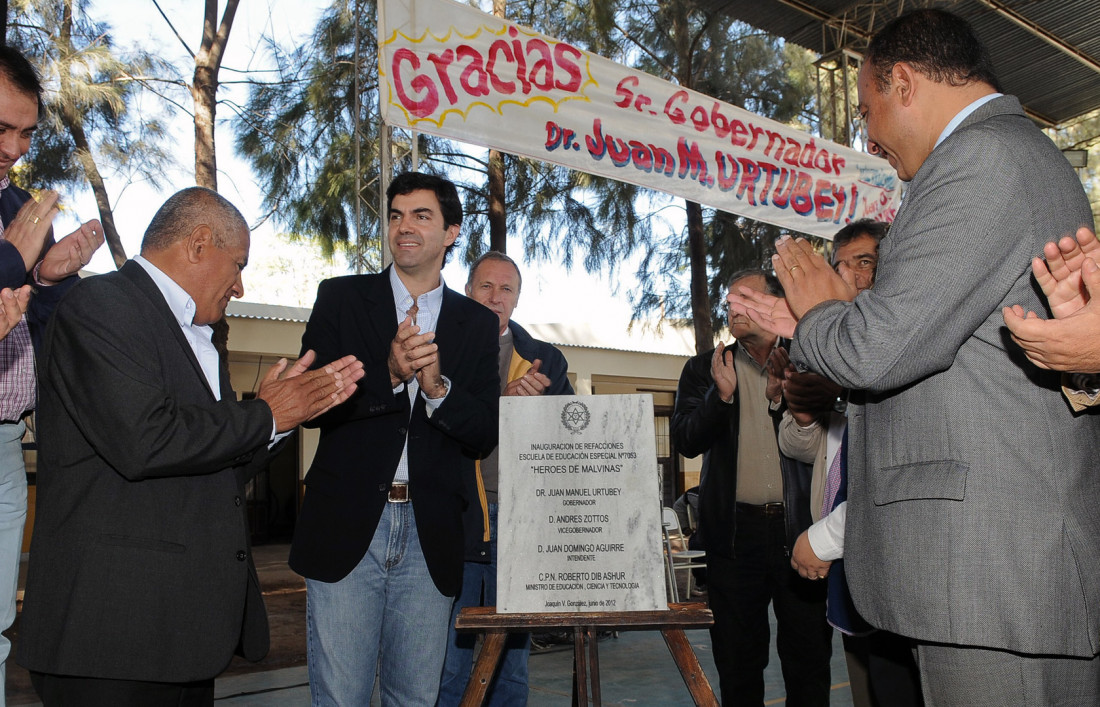 Gracias
Sr. Gobernador
Dr. Juan M. URTUBEY!
INAUGURACION DE REFACCIONES
ESCUELA DE EDUCACIÓN ESPECIAL Nº7053
"HEROES DE MALVINAS"
DR. JUAN MANUEL URTUBEY
GOBERNADOR
D. ANDRES ZOTTOS
VICEGOBERNADOR
D. JUAN DOMINGO AGUIRRE
INTENDENTE
C.P.N. ROBERTO DIB ASHUR
MINISTRO DE EDUCACIÓN, CIENCIA Y TECNOLOGIA
Joaquín V. González, junio de 2012